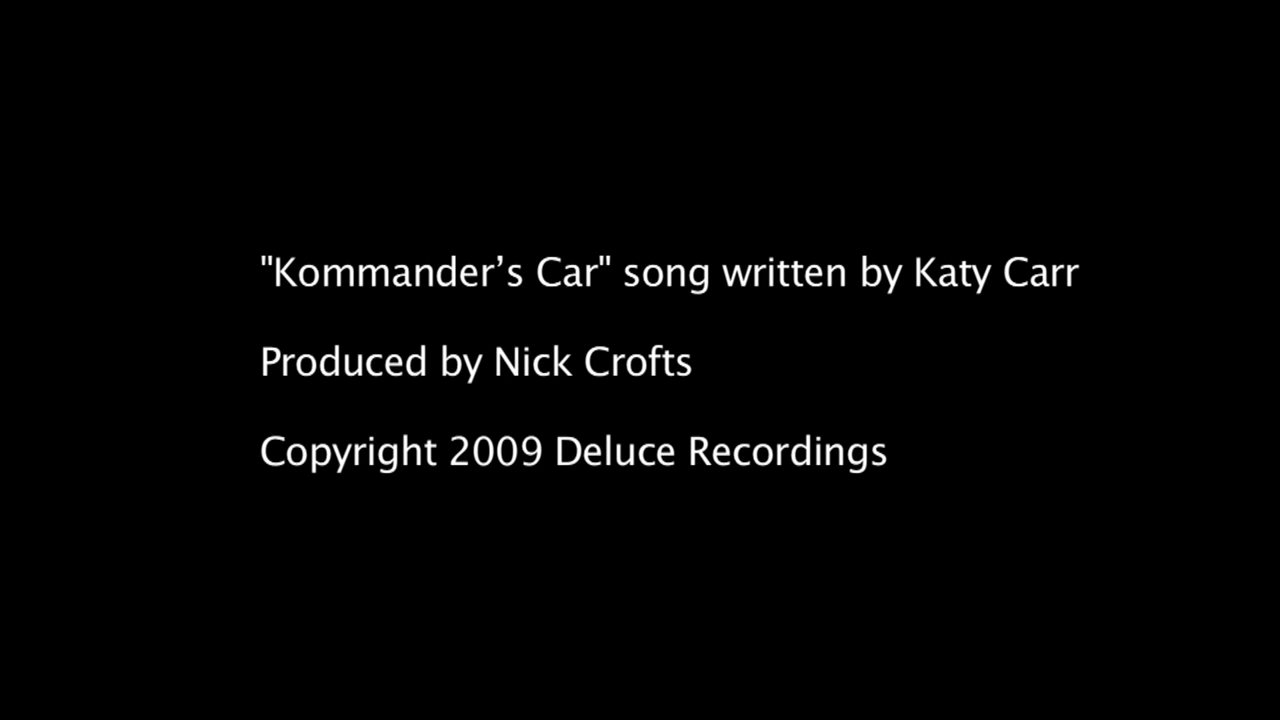 "Kommander’s Car" song written by Katy Carr
Produced by Nick Crofts
Copyright 2009 Deluce Recordings